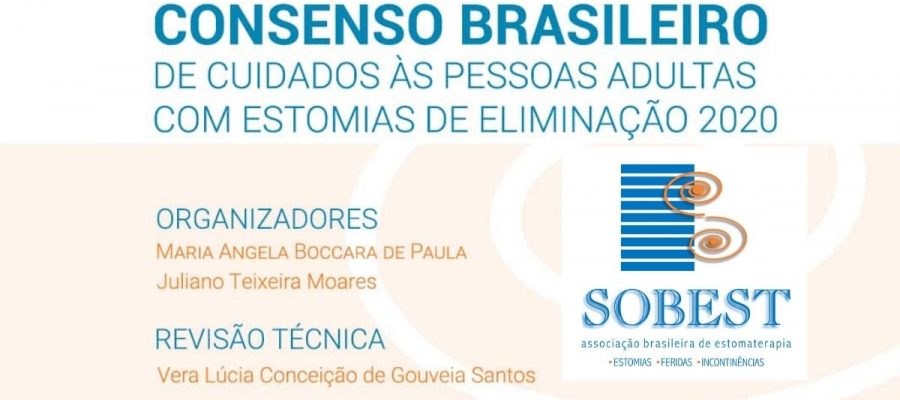 CONSENSO BRASILEIRO
DE CUIDADOS ÀS PESSOAS ADULTAS
COM ESTOMIAS DE ELIMINAÇÃO 2020
ORGANIZADORES
MARIA ANGELA BOCCARA DE PAULA
Juliano Teixeira Moares
REVISÃO TÉCNICA
Vera Lúcia Conceição de Gouveia Santos
SOBEST
associação brasileira de estomaterapia
•ESTOMIAS •FERIDAS •INCONTINÊNCIAS